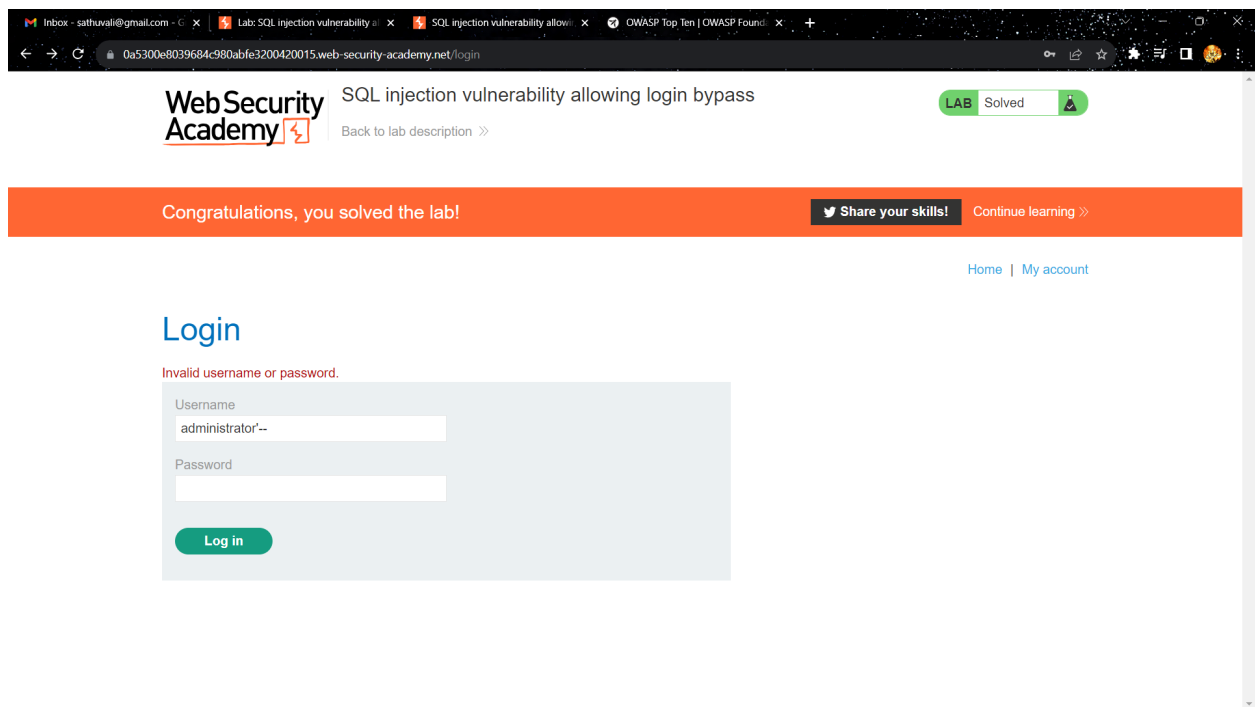 Inbox - sathuvali@gmail.com - G
Lab: SQL injection vulnerability al
SQL injection vulnerability allowin
OWASP Top Ten | OWASP Founda
0a5300e8039684c980abfe3200420015.web-security-academy.net/login
Web Security
Academy
SQL injection vulnerability allowing login bypass
Back to lab description
LAB Solved
Congratulations, you solved the lab!
Share your skills!
Continue learning
Home | My account
Login
Invalid username or password.
Username
administrator'--
Password
Log in